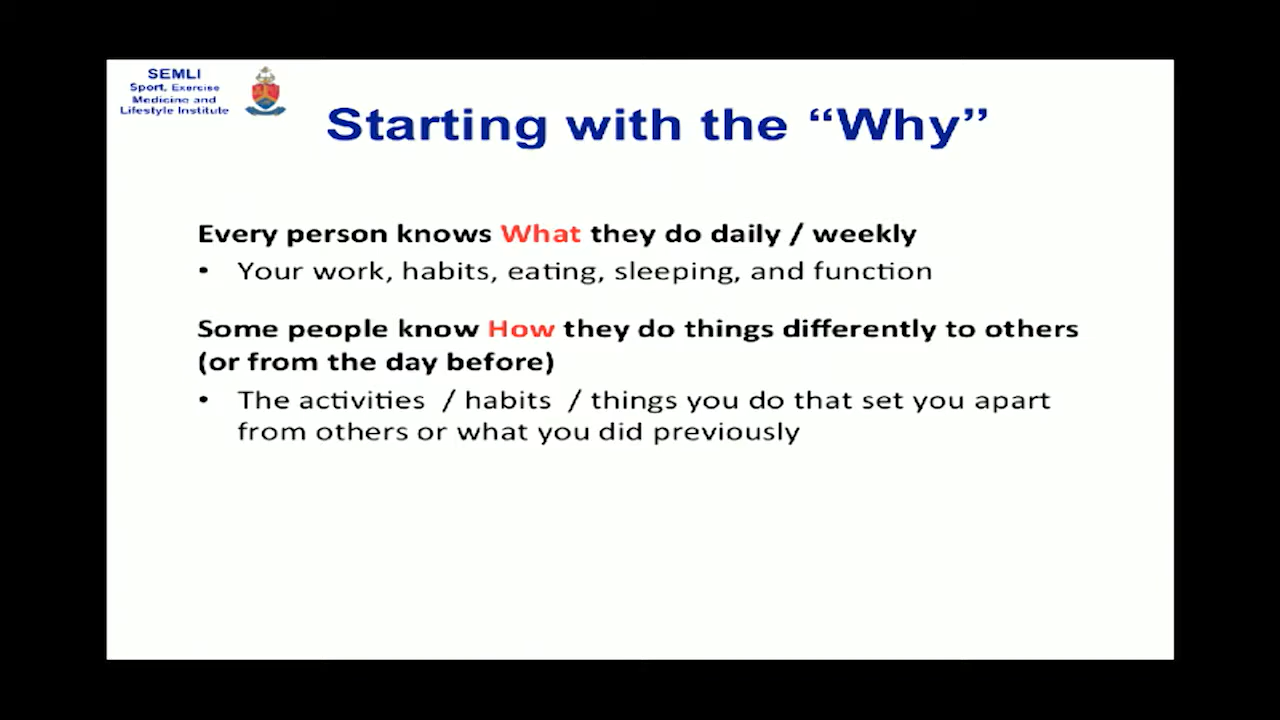 SEMLI
Sport, Exercise
Medicine and
Lifestyle Institute
Starting with the “Why”
Every person knows What they do daily / weekly
• Your work, habits, eating, sleeping, and function
Some people know How they do things differently to others
(or from the day before)
• The activities / habits / things you do that set you apart
from others or what you did previously